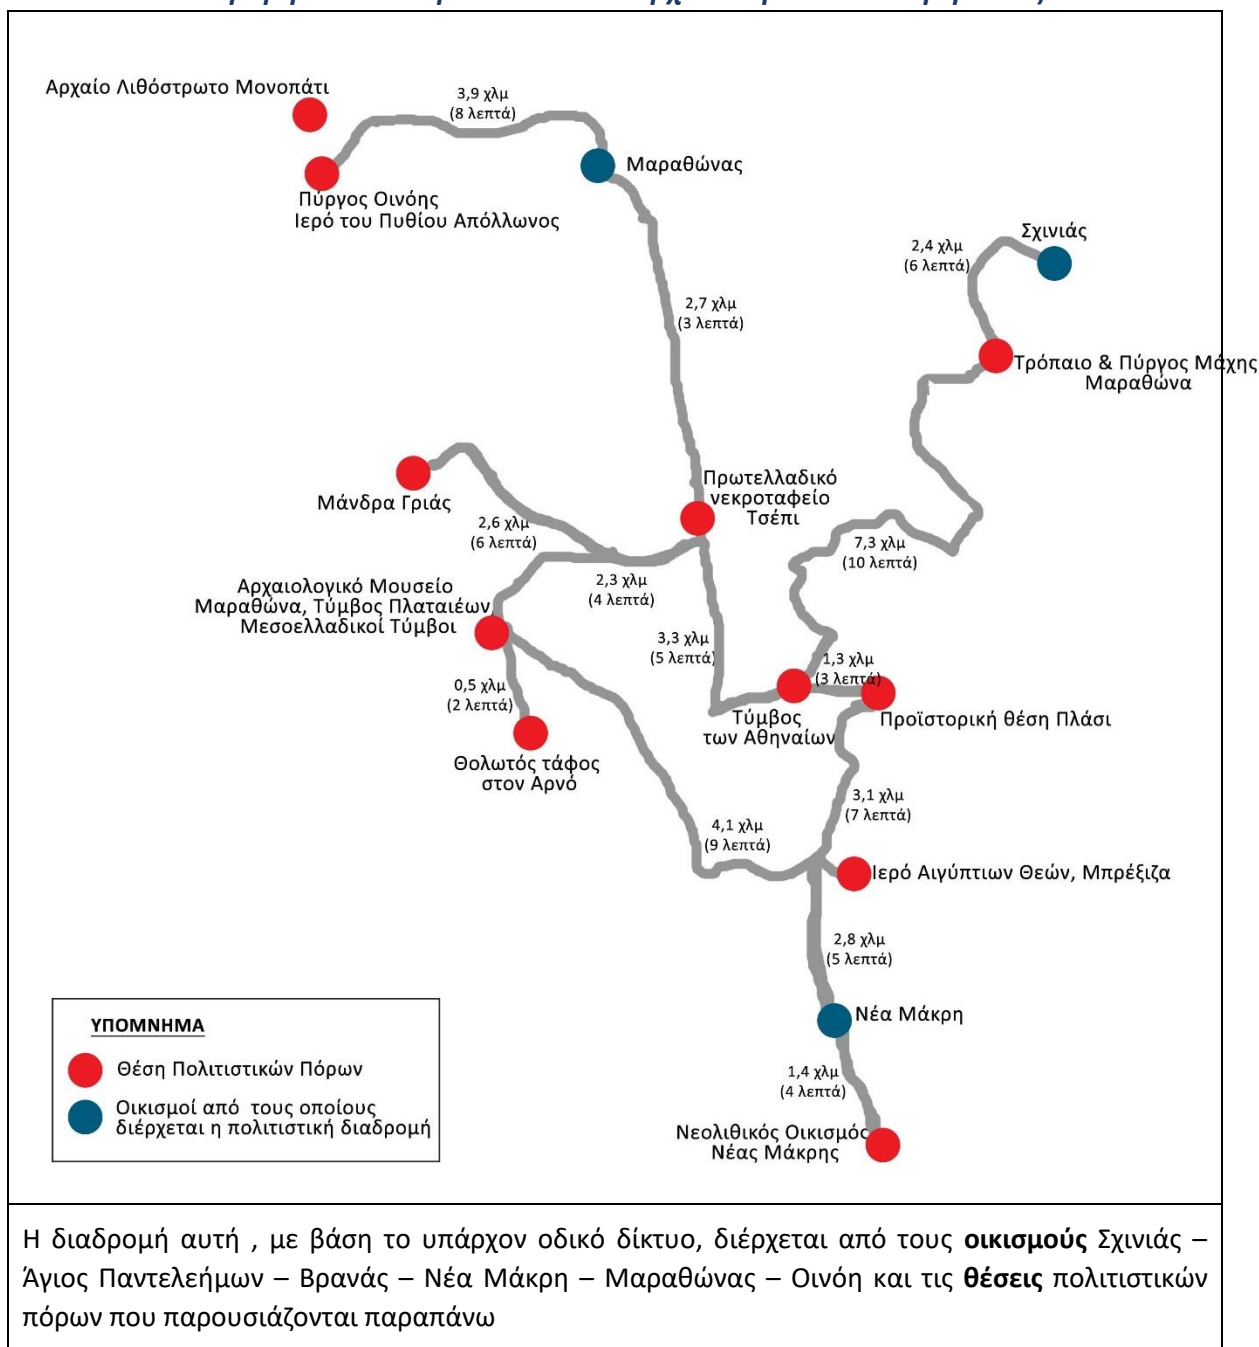 Αρχαίο Λιθόστρωτο Μονοπάτι
3,9 χλμ
(8 λεπτά)
Μαραθώνας
Πύργος Οινόης
Ιερό του Πυθίου Απόλλωνος
Σχινιάς
2,4 χλμ
(6 λεπτά)
2,7 χλμ
(3 λεπτά)
Τρόπαιο & Πύργος Μάχης
Μαραθώνα
Πρωτελλαδικό
νεκροταφείο
Τσέπι
Μάνδρα Γριάς
2,6 χλμ
(6 λεπτά)
7,3 χλμ
(10 λεπτά)
2,3 χλμ
(4 λεπτά)
Αρχαιολογικό Μουσείο
Μαραθώνα, Τύμβος Πλαταιέων,
Μεσοελλαδικοί Τύμβοι
3,3 χλμ
(5 λεπτά)
1,3 χλμ
(3 λεπτά)
0,5 χλμ
(2 λεπτά)
Τύμβος
των Αθηναίων
Προϊστορική θέση Πλάσι
Θολωτός τάφος
στον Αρνό
3,1 χλμ
(7 λεπτά)
4,1 χλμ
(9 λεπτά)
Ιερό Αιγύπτιων Θεών, Μπρέξιζα
2,8 χλμ
(5 λεπτά)
Νέα Μάκρη
1,4 χλμ
(4 λεπτά)
Νεολιθικός Οικισμός
Νέας Μάκρης
ΥΠΟΜΝΗΜΑ
Θέση Πολιτιστικών Πόρων
Οικισμοί από τους οποίους
διέρχεται η πολιτιστική διαδρομή
Η διαδρομή αυτή , με βάση το υπάρχον οδικό δίκτυο, διέρχεται από τους οικισμούς Σχινιάς –
Άγιος Παντελεήμων – Βρανάς – Νέα Μάκρη – Μαραθώνας – Οινόη και τις θέσεις πολιτιστικών
πόρων που παρουσιάζονται παραπάνω